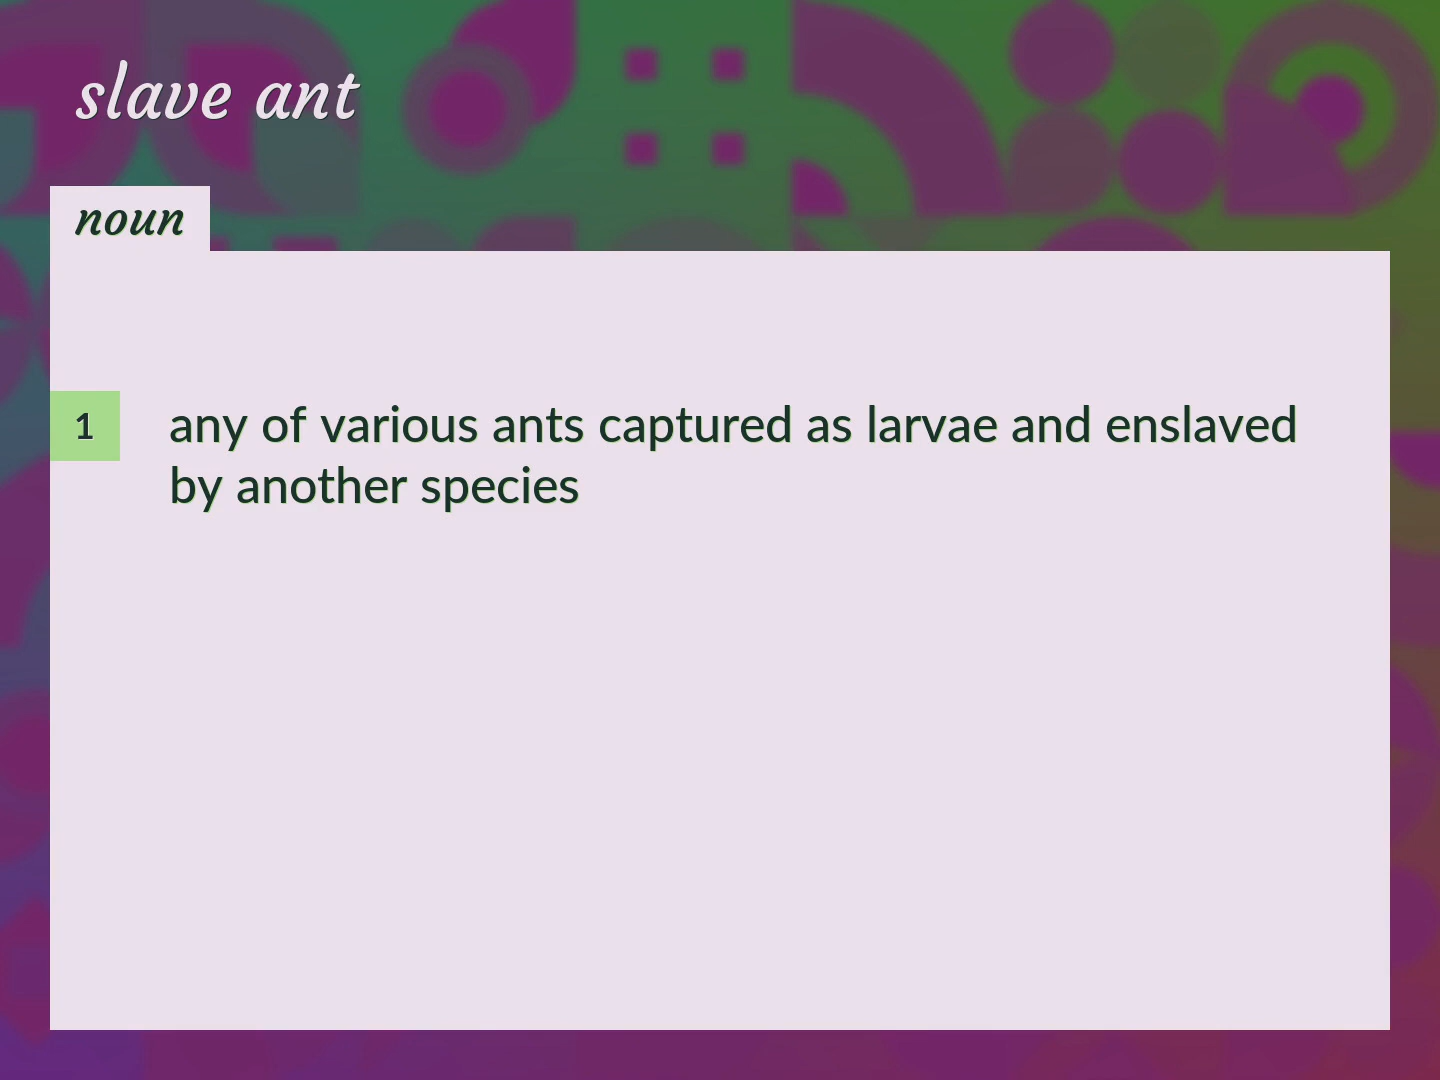 slave ant
noun
1
any of various ants captured as larvae and enslaved
by another species